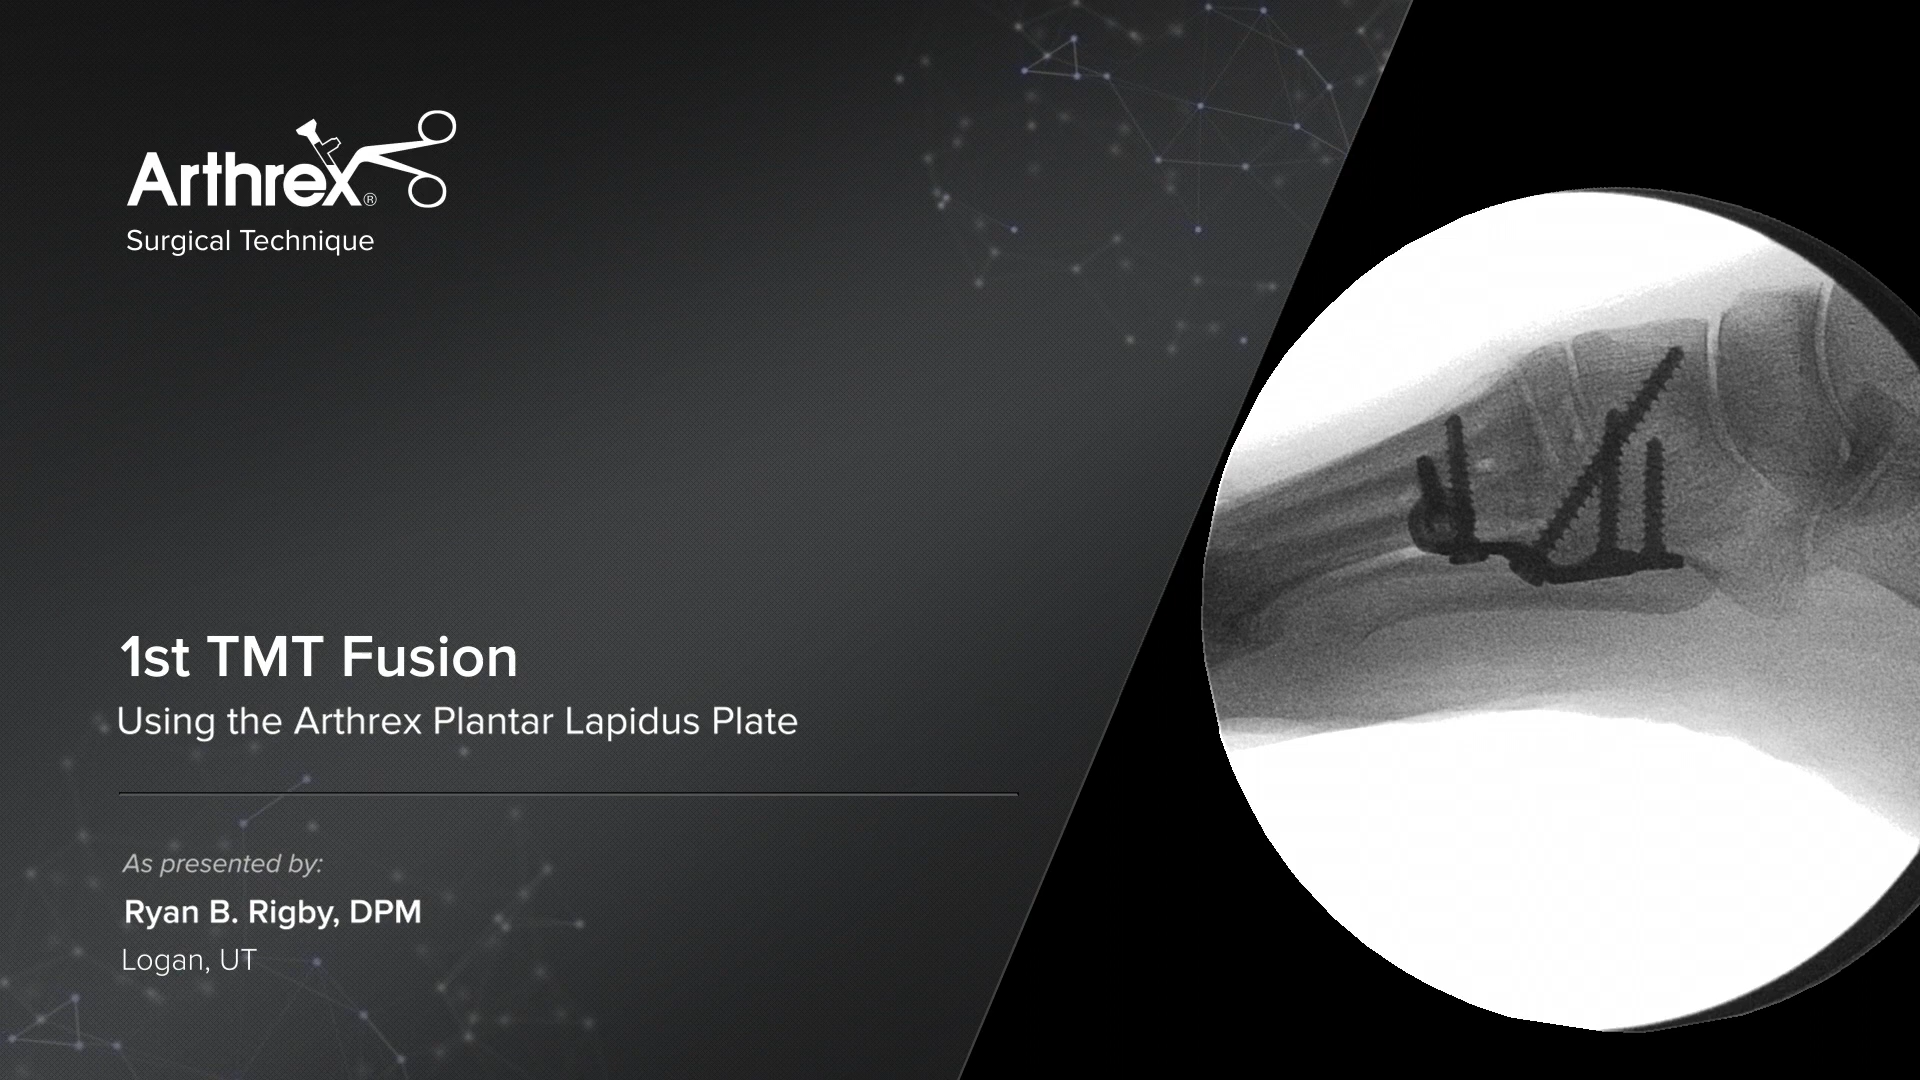 Arthrex®
Surgical Technique
1st TMT Fusion
Using the Arthrex Plantar Lapidus Plate
As presented by:
Ryan B. Rigby, DPM
Logan, UT